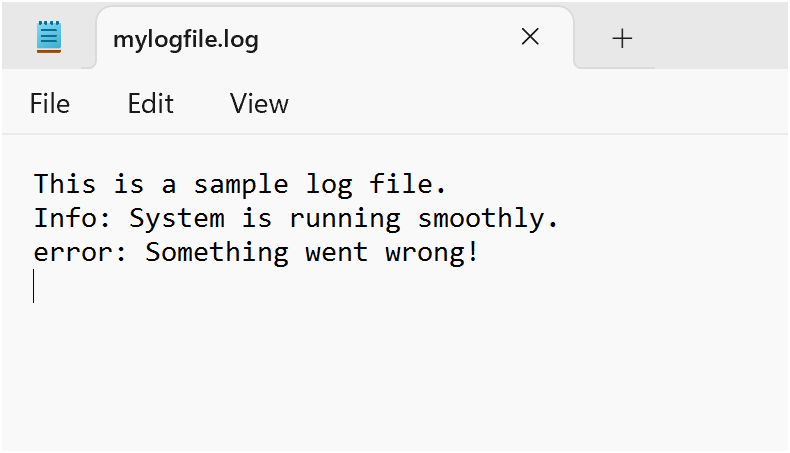 mylogfile.log
File Edit View
This is a sample log file.
Info: System is running smoothly.
error: Something went wrong!